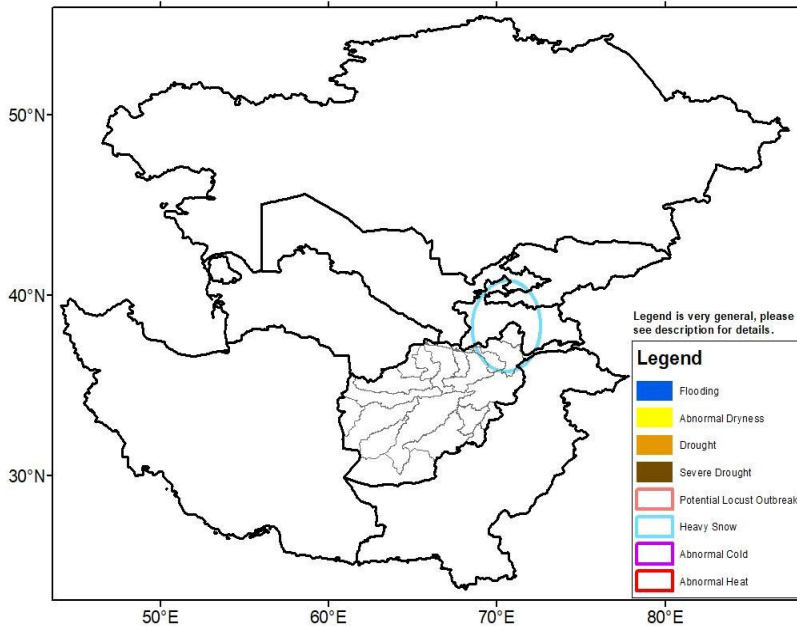 50°N
40°N
30°N
50°E
60°E
70°E
80°E
Legend is very general, please
see description for details.
Legend
Flooding
Abnormal Dryness
Drought
Severe Drought
Potential Locust Outbreak
Heavy Snow
Abnormal Cold
Abnormal Heat